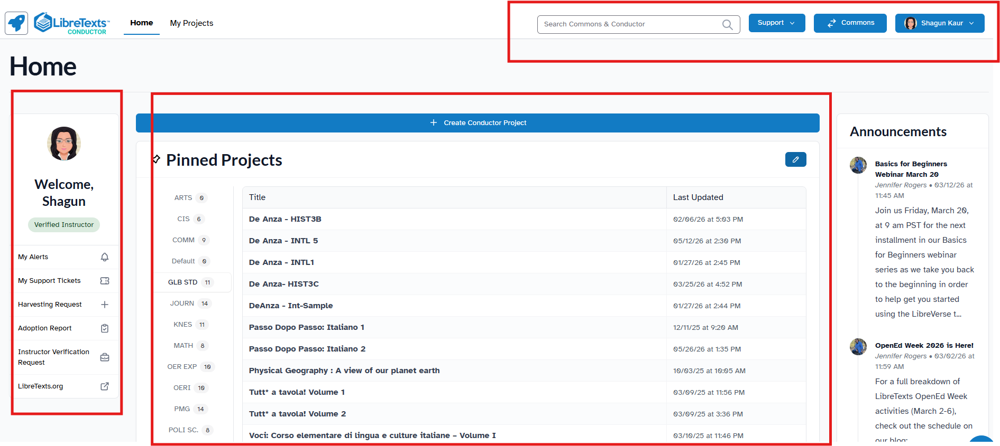 LibreTexts™
CONDUCTOR
Home
My Projects
Search Commons & Conductor
Support
Commons
Shagun Kaur
Home
Welcome,
Shagun
Verified Instructor
My Alerts
My Support Tickets
Harvesting Request
Adoption Report
Instructor Verification
Request
LibreTexts.org
Create Conductor Project
Pinned Projects
ARTS 0
CIS 6
COMM 9
Default 0
GLB STD 11
JOURN 14
KNES 11
MATH 8
OER EXP 10
OERI 10
PMG 14
POLI SC. 8
Title Last Updated
De Anza - HIST3B 02/06/26 at 5:03 PM
De Anza - INTL 5 05/12/26 at 2:30 PM
De Anza - INTL1 01/27/26 at 2:45 PM
De Anza- HIST3C 03/25/26 at 4:52 PM
DeAnza - Int-Sample 01/27/26 at 2:44 PM
Passo Dopo Passo: Italiano 1 12/11/25 at 9:20 AM
Passo Dopo Passo: Italiano 2 05/26/26 at 1:35 PM
Physical Geography : A view of our planet earth 10/03/25 at 10:05 AM
Tutt* a tavola! Volume 1 03/09/25 at 11:56 PM
Tutt* a tavola! Volume 2 03/09/25 at 3:36 PM
Voci: Corso elementare di lingua e culture italiane – Volume I 03/10/25 at 11:46 PM
Announcements
Basics for Beginners
Webinar March 20
Jennifer Rogers • 03/12/26 at
11:45 AM
Join us Friday, March 20,
at 9 am PST for the next
installment in our Basics
for Beginners webinar
series as we take you back
to the beginning in order
to help get you started
using the LibreVerse t...
OpenEd Week 2026 is Here!
Jennifer Rogers • 03/02/26 at
11:59 AM
For a full breakdown of
LibreTexts OpenEd Week
activities (March 2-6),
check out the schedule on
our blog: